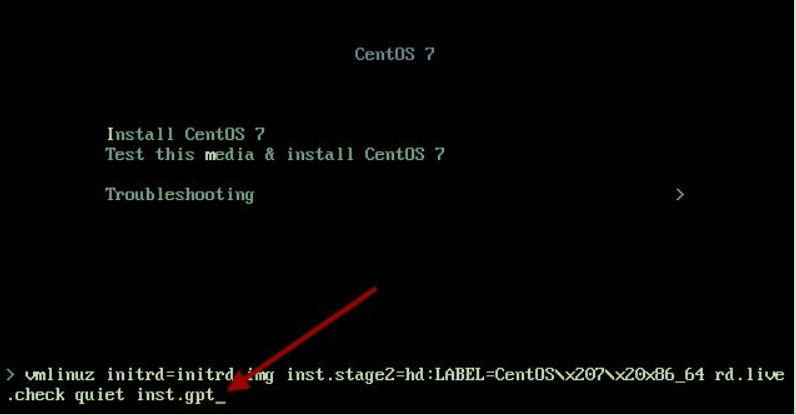 CentOS 7
Install CentOS 7
Test this media & install CentOS 7
Troubleshooting >
> vmlinuz initrd=initrd.img inst.stage2=hd:LABEL=CentOS\x207\x20x86_64 rd.live
.check quiet inst.gpt_